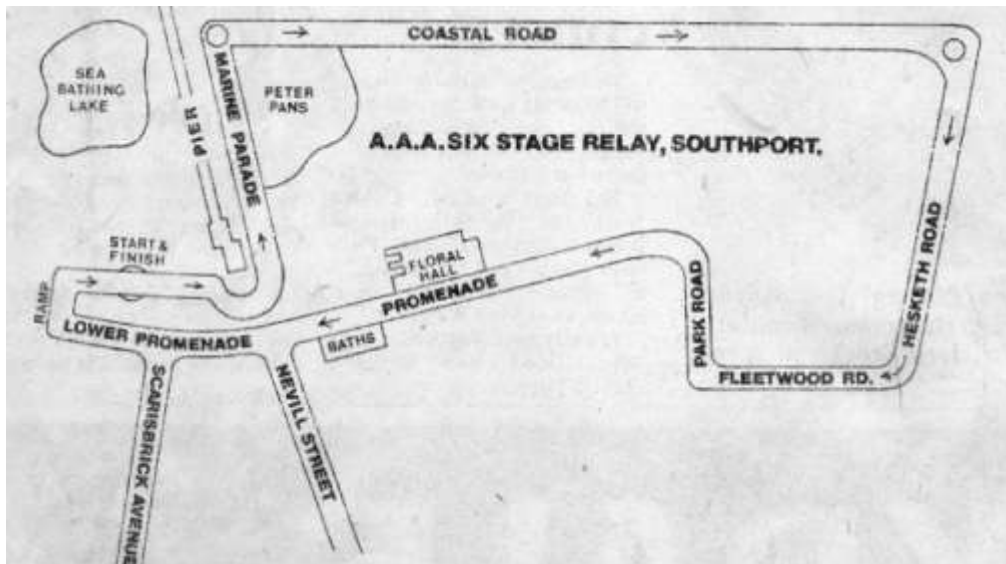 COASTAL ROAD
SEA
BATHING
LAKE
PIER
MARINE PARADE
PETER
PANS
A.A.A. SIX STAGE RELAY, SOUTHPORT.
START &
FINISH
FLORAL
HALL
HESKETH ROAD
RAMP
PROMENADE
PARK ROAD
LOWER PROMENADE
BATHS
FLEETWOOD RD.
SCARISBRICK AVENUE
NEVILL STREET